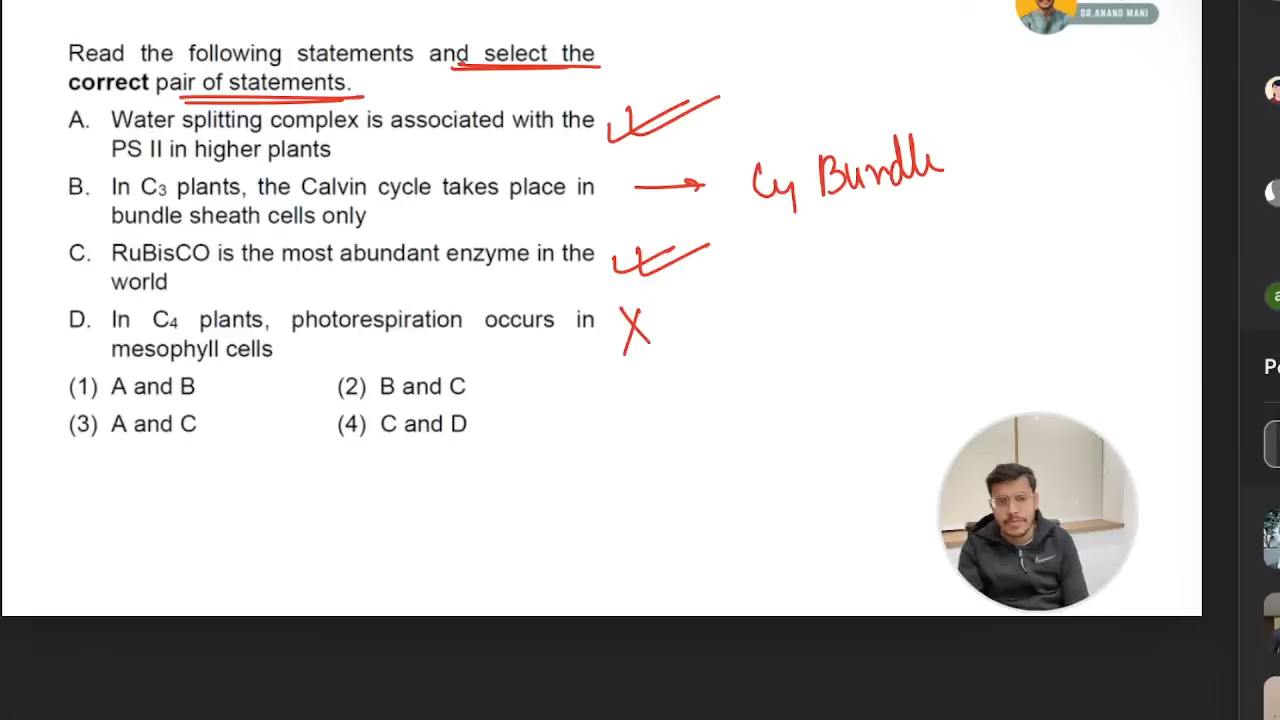 DR.ANAND MANI
Read the following statements and select the
correct pair of statements.
A. Water splitting complex is associated with the
PS II in higher plants
B. In C₃ plants, the Calvin cycle takes place in
bundle sheath cells only
C4 Bundle
C. RuBisCO is the most abundant enzyme in the
world
D. In C₄ plants, photorespiration occurs in
mesophyll cells
(1) A and B (2) B and C
(3) A and C (4) C and D